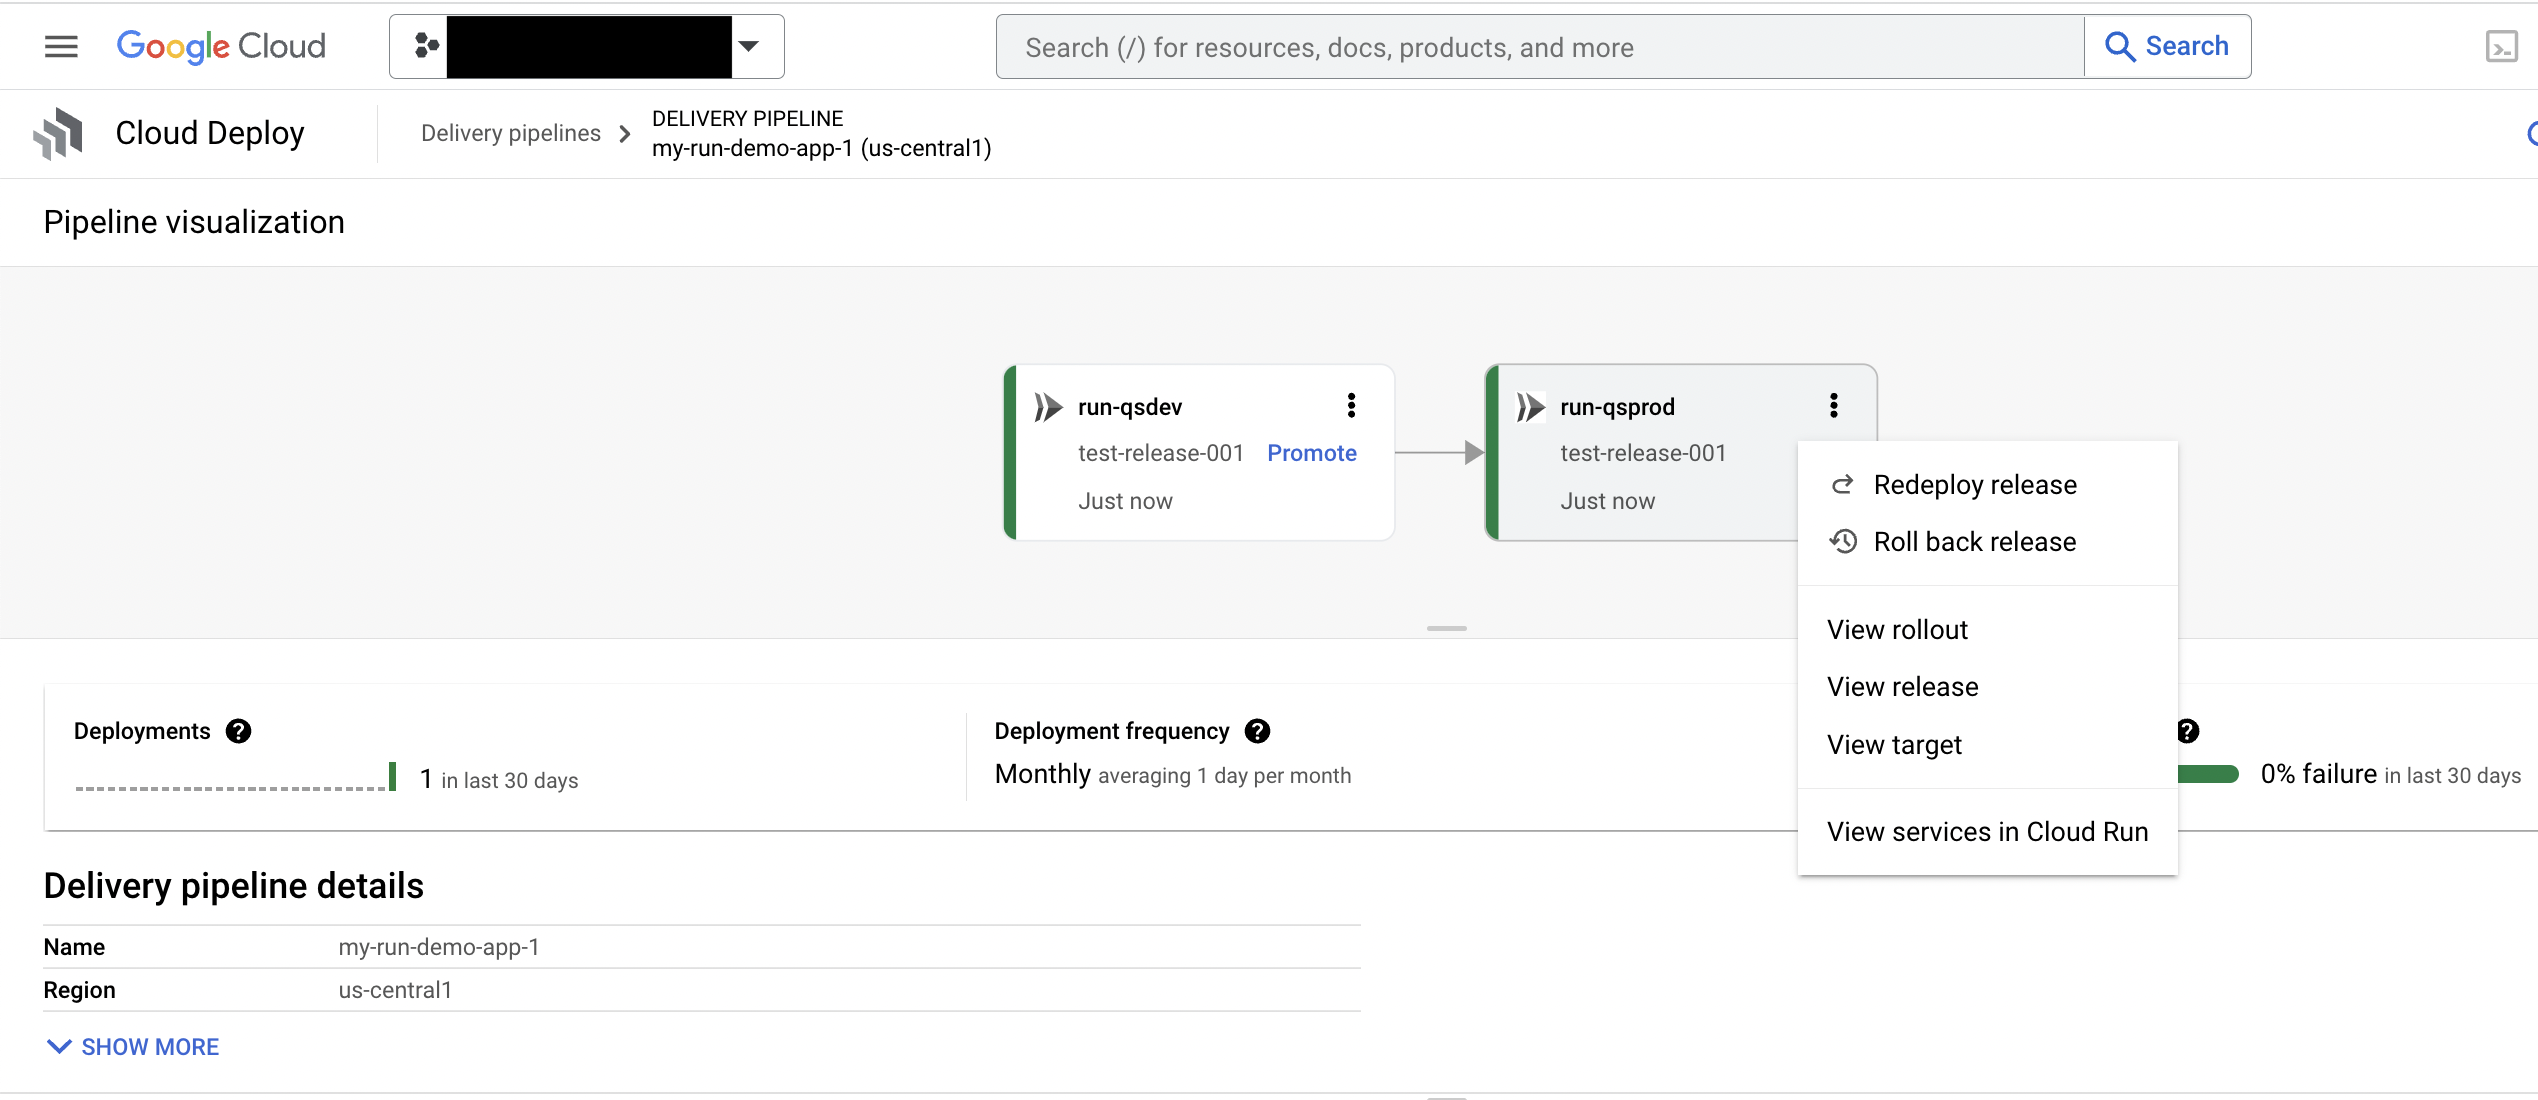 Google Cloud
Search (/) for resources, docs, products, and more
Search
Cloud Deploy
Delivery pipelines
DELIVERY PIPELINE
my-run-demo-app-1 (us-central1)
Pipeline visualization
run-qsdev
test-release-001 Promote
Just now
run-qsprod
test-release-001
Just now
Redeploy release
Roll back release
View rollout
View release
View target
View services in Cloud Run
Deployments
1 in last 30 days
Deployment frequency
Monthly averaging 1 day per month
0% failure in last 30 days
Delivery pipeline details
Name my-run-demo-app-1
Region us-central1
SHOW MORE